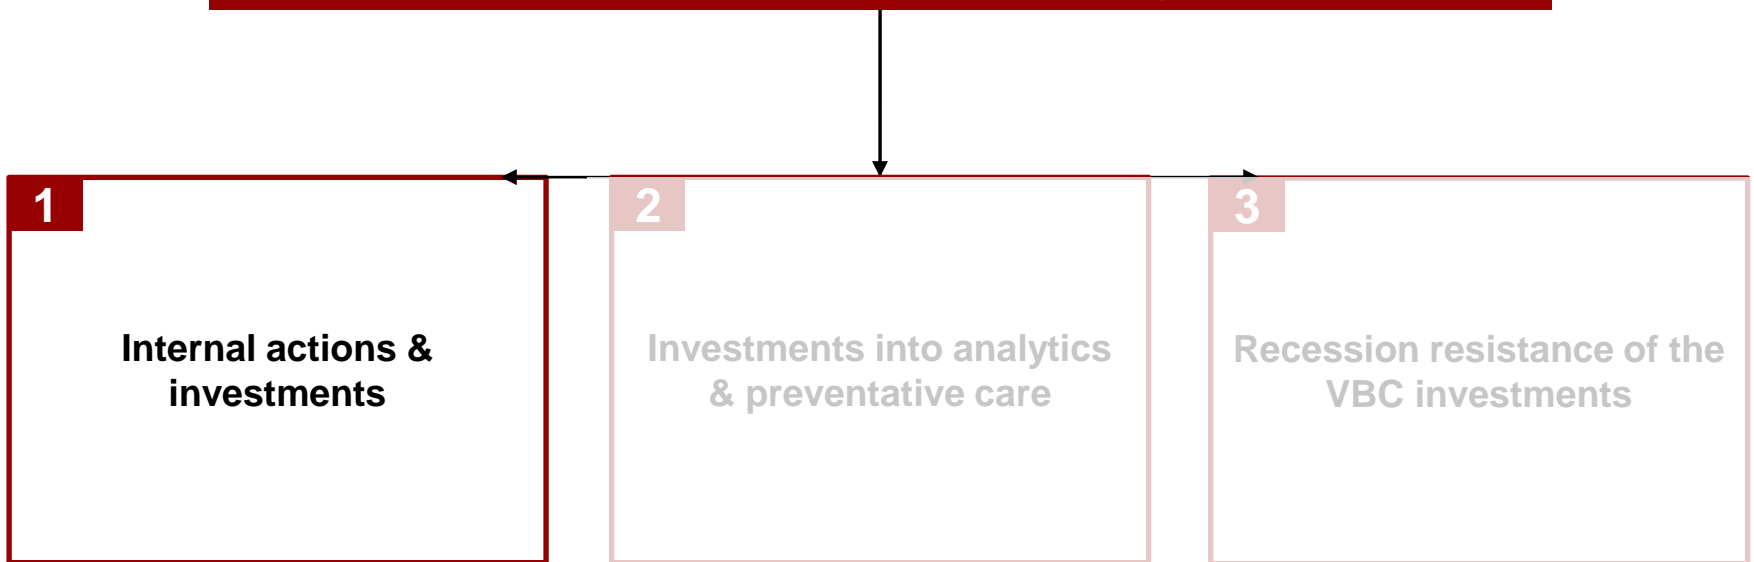 1
Internal actions &
investments
2
Investments into analytics
& preventative care
3
Recession resistance of the
VBC investments